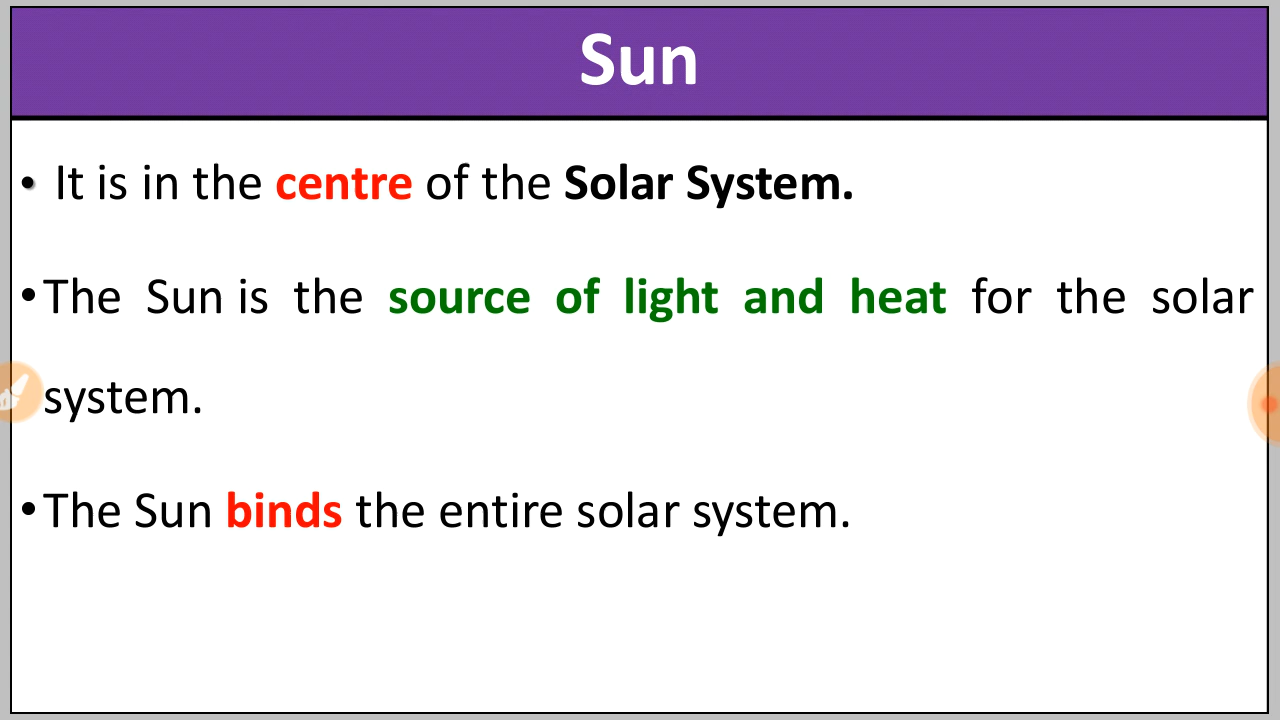 Sun
• It is in the centre of the Solar System.
• The Sun is the source of light and heat for the solar
system.
• The Sun binds the entire solar system.